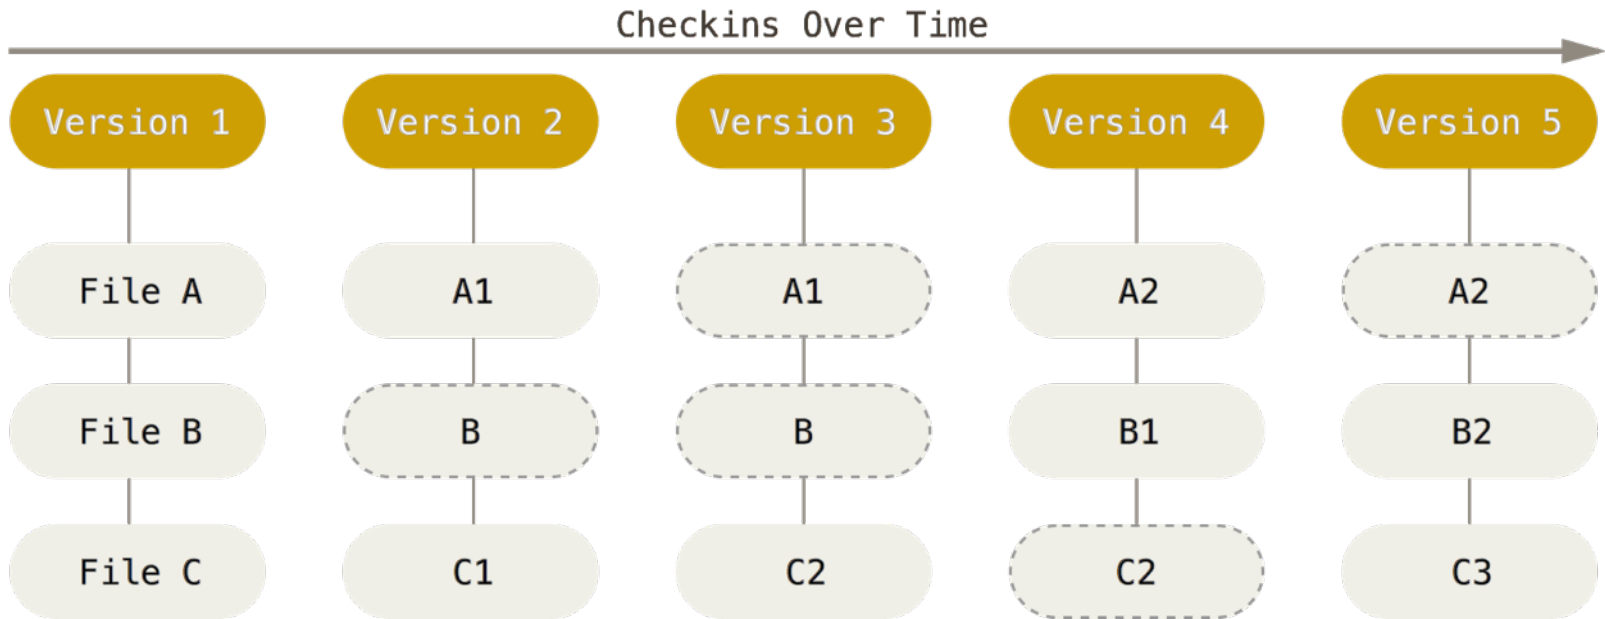 Checkins Over Time
Version 1
Version 2
Version 3
Version 4
Version 5
File A
A1
A1
A2
A2
File B
B
B
B1
B2
File C
C1
C2
C2
C3